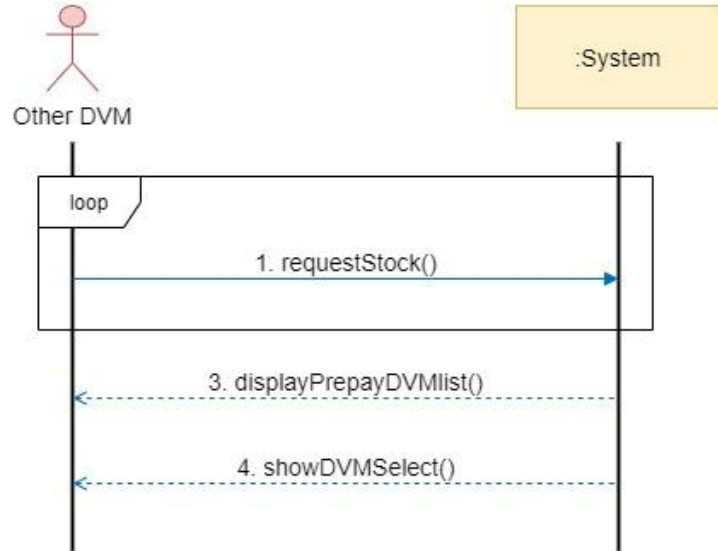 :System
Other DVM
loop
1. requestStock()
3. displayPrepayDVMlist()
4. showDVMSelect()